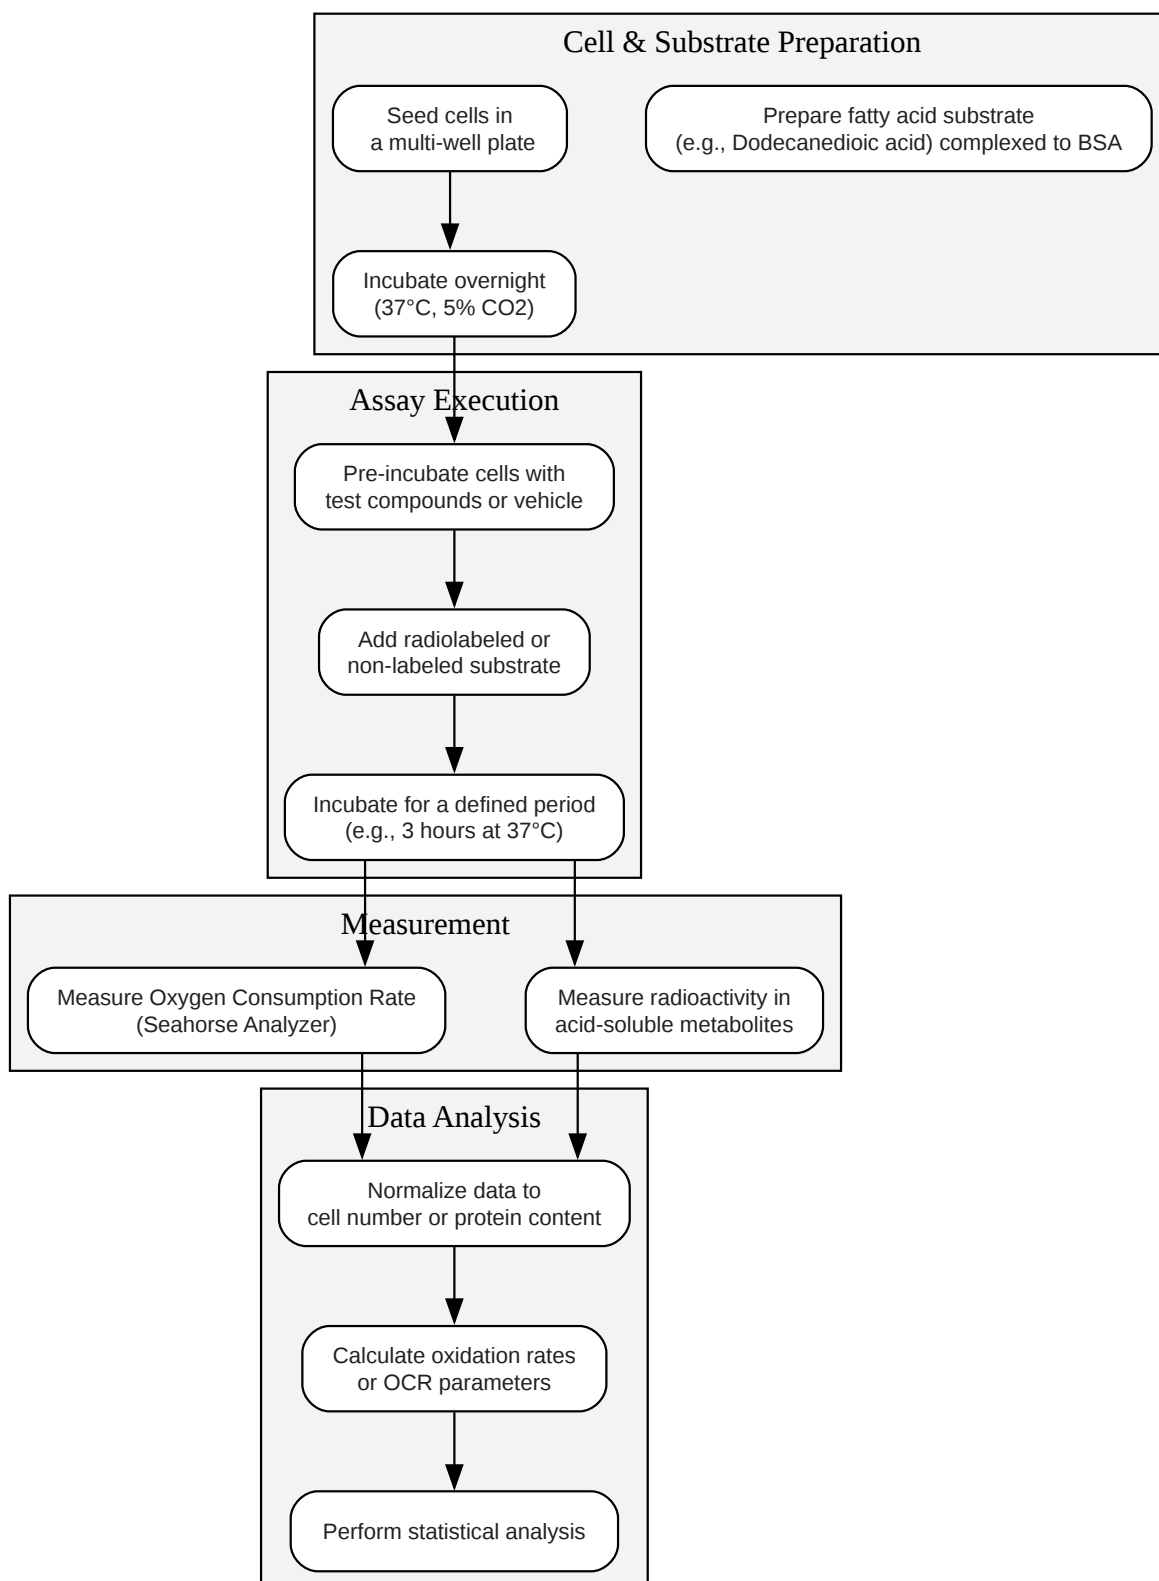 Cell & Substrate Preparation
Seed cells in
a multi-well plate
Prepare fatty acid substrate
(e.g., Dodecanedioic acid) complexed to BSA
Incubate overnight
(37°C, 5% CO2)
Assay Execution
Pre-incubate cells with
test compounds or vehicle
Add radiolabeled or
non-labeled substrate
Incubate for a defined period
(e.g., 3 hours at 37°C)
Measurement
Measure Oxygen Consumption Rate
(Seahorse Analyzer)
Measure radioactivity in
acid-soluble metabolites
Data Analysis
Normalize data to
cell number or protein content
Calculate oxidation rates
or OCR parameters
Perform statistical analysis